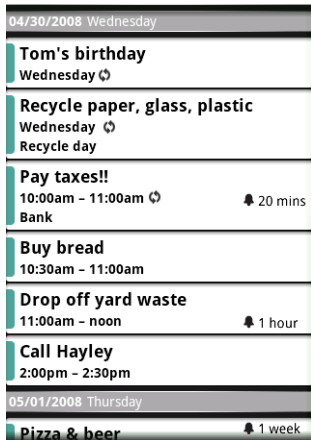 04/30/2008 Wednesday
Tom's birthday
Wednesday
Recycle paper, glass, plastic
Wednesday
Recycle day
Pay taxes!!
10:00am – 11:00am
20 mins
Bank
Buy bread
10:30am – 11:00am
Drop off yard waste
11:00am – noon
1 hour
Call Hayley
2:00pm – 2:30pm
05/01/2008 Thursday
Pizza & beer
1 week